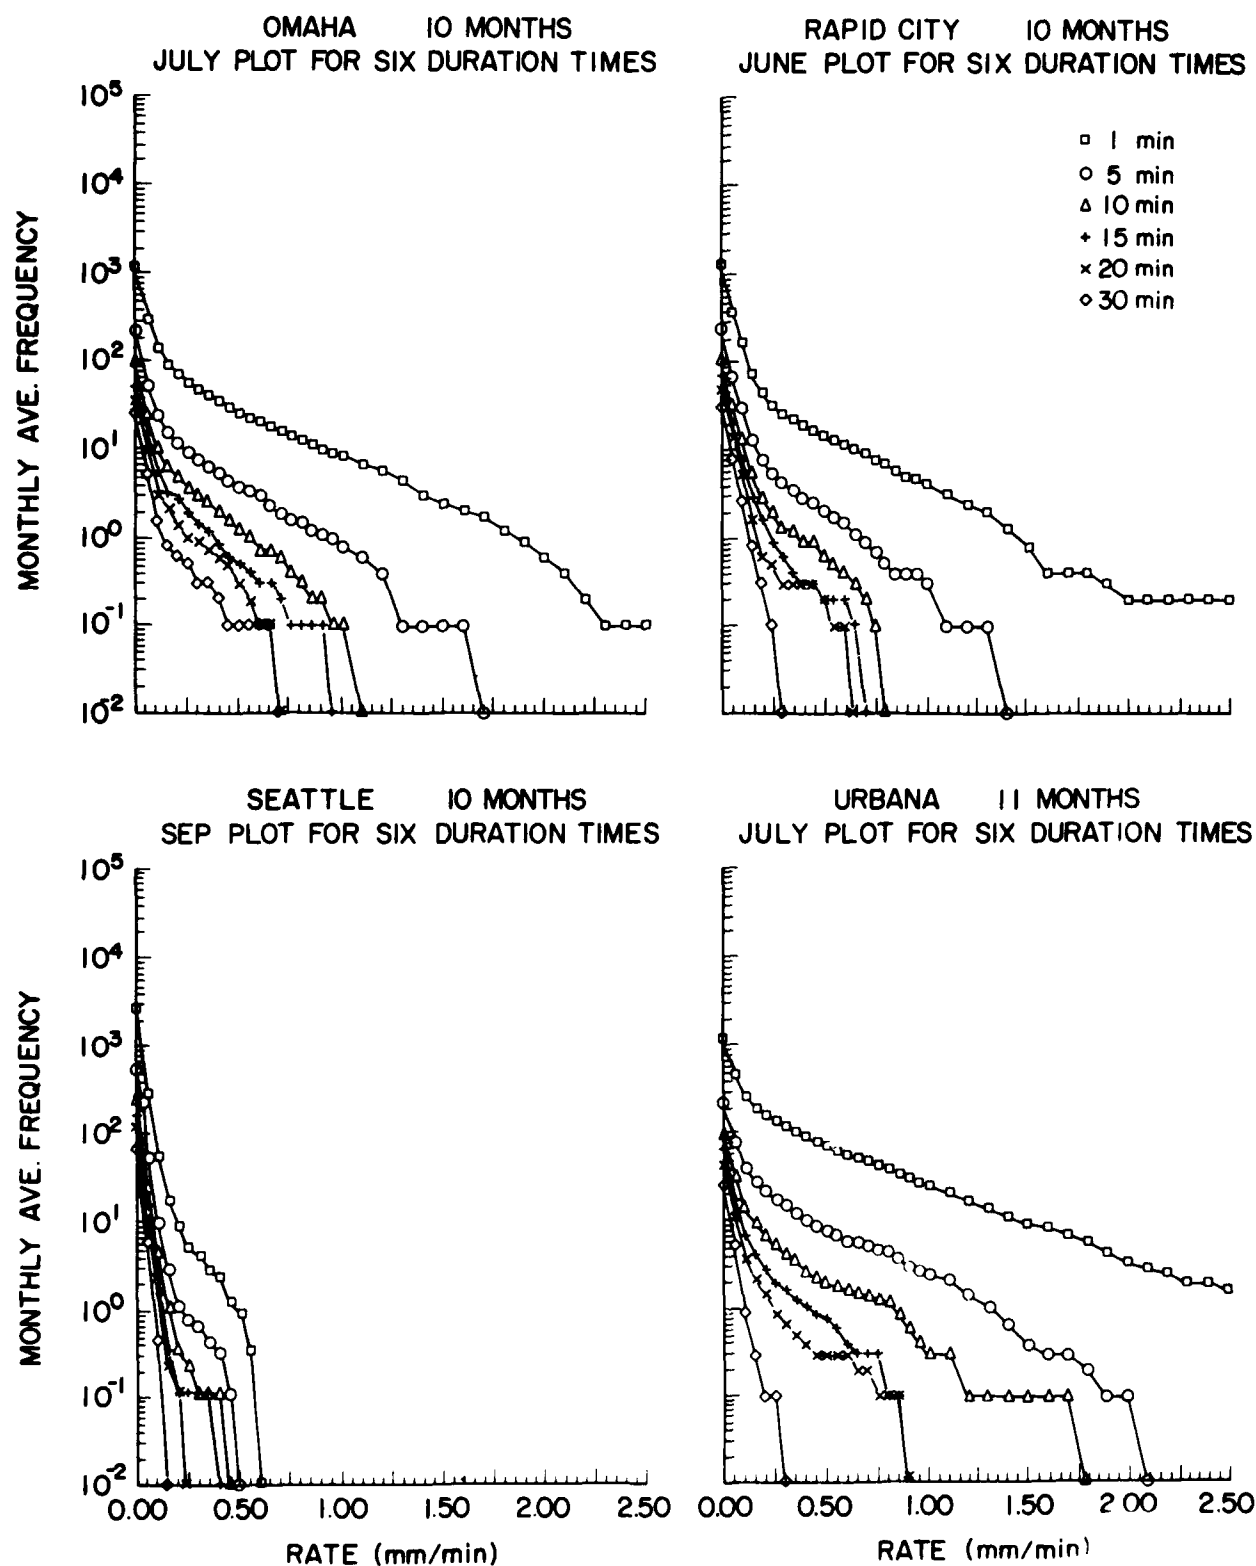 OMAHA 10 MONTHS
JULY PLOT FOR SIX DURATION TIMES
RAPID CITY 10 MONTHS
JUNE PLOT FOR SIX DURATION TIMES
MONTHLY AVE. FREQUENCY
10⁵
10⁴
10³
10²
10¹
10⁰
10⁻¹
10⁻²
1 min
5 min
10 min
15 min
20 min
30 min
SEATTLE 10 MONTHS
SEP PLOT FOR SIX DURATION TIMES
URBANA 11 MONTHS
JULY PLOT FOR SIX DURATION TIMES
MONTHLY AVE. FREQUENCY
10⁵
10⁴
10³
10²
10¹
10⁰
10⁻¹
10⁻²
0.00 0.50 1.00 1.50 2.00 2.50
RATE (mm/min)
0.00 0.50 1.00 1.50 2 00 2.50
RATE (mm/min)